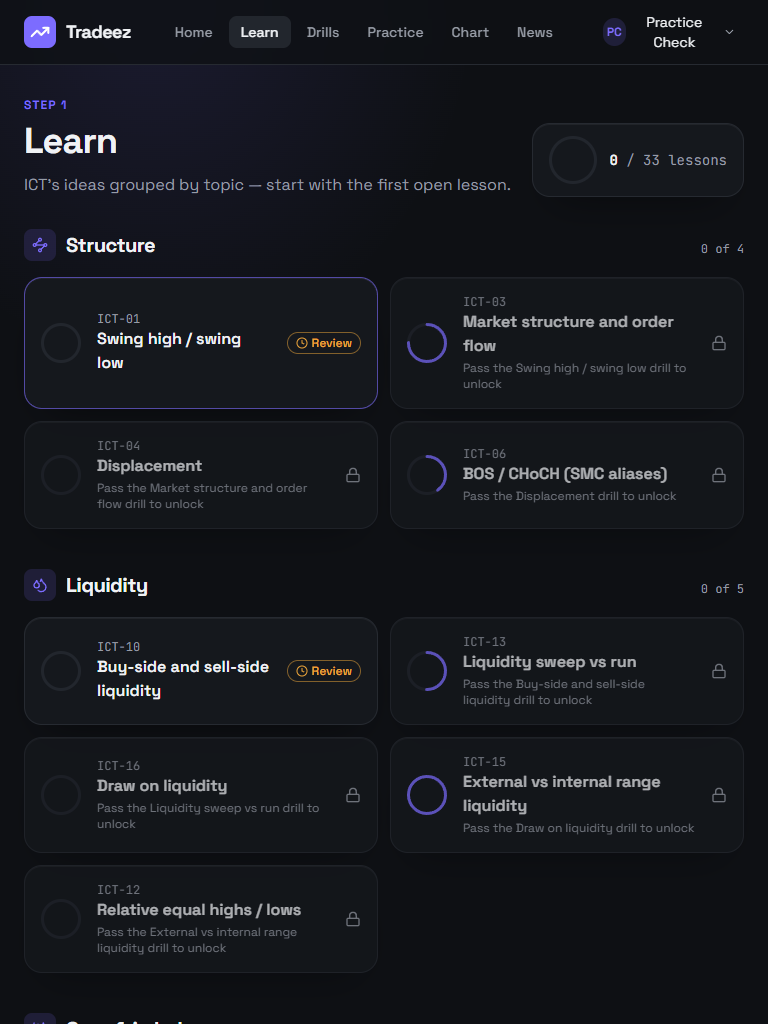 Tradeez
Home
Learn
Drills
Practice
Chart
News
PC
Practice
Check
STEP 1
Learn
ICT's ideas grouped by topic — start with the first open lesson.
0 / 33 lessons
Structure
0 of 4
ICT-01
Swing high / swing
low
Review
ICT-03
Market structure and order
flow
Pass the Swing high / swing low drill to
unlock
ICT-04
Displacement
Pass the Market structure and order
flow drill to unlock
ICT-06
BOS / CHoCH (SMC aliases)
Pass the Displacement drill to unlock
Liquidity
0 of 5
ICT-10
Buy-side and sell-side
liquidity
Review
ICT-13
Liquidity sweep vs run
Pass the Buy-side and sell-side
liquidity drill to unlock
ICT-16
Draw on liquidity
Pass the Liquidity sweep vs run drill to
unlock
ICT-15
External vs internal range
liquidity
Pass the Draw on liquidity drill to unlock
ICT-12
Relative equal highs / lows
Pass the External vs internal range
liquidity drill to unlock